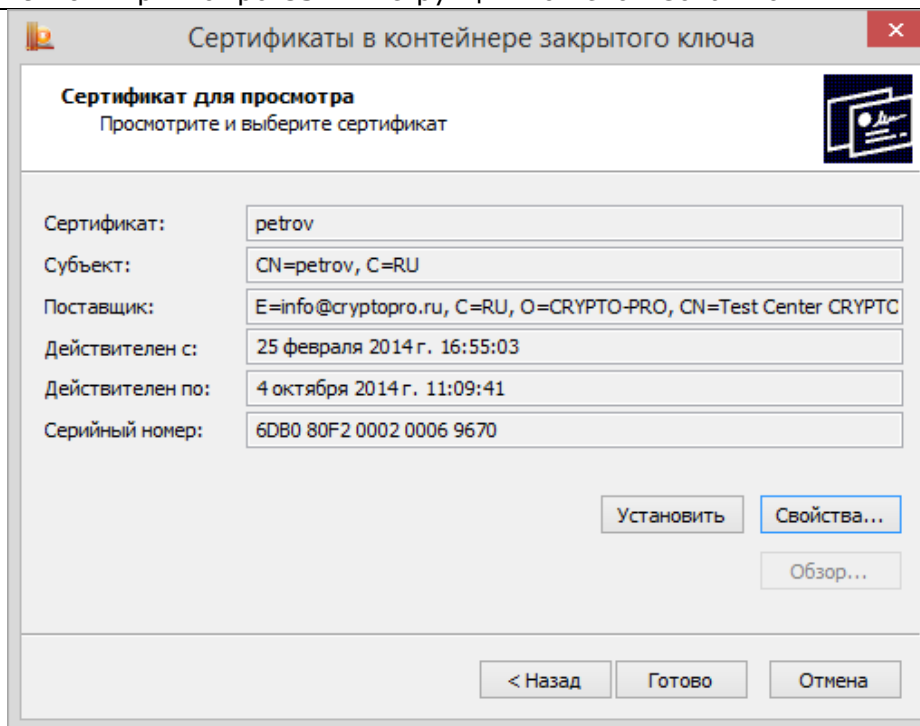 Сертификаты в контейнере закрытого ключа
Сертификат для просмотра
Просмотрите и выберите сертификат
Сертификат: petrov
Субъект: CN=petrov, C=RU
Поставщик: E=info@cryptopro.ru, C=RU, O=CRYPTO-PRO, CN=Test Center CRYPTO
Действителен с: 25 февраля 2014 г. 16:55:03
Действителен по: 4 октября 2014 г. 11:09:41
Серийный номер: 6DB0 80F2 0002 0006 9670
Установить Свойства...
Обзор...
< Назад Готово Отмена